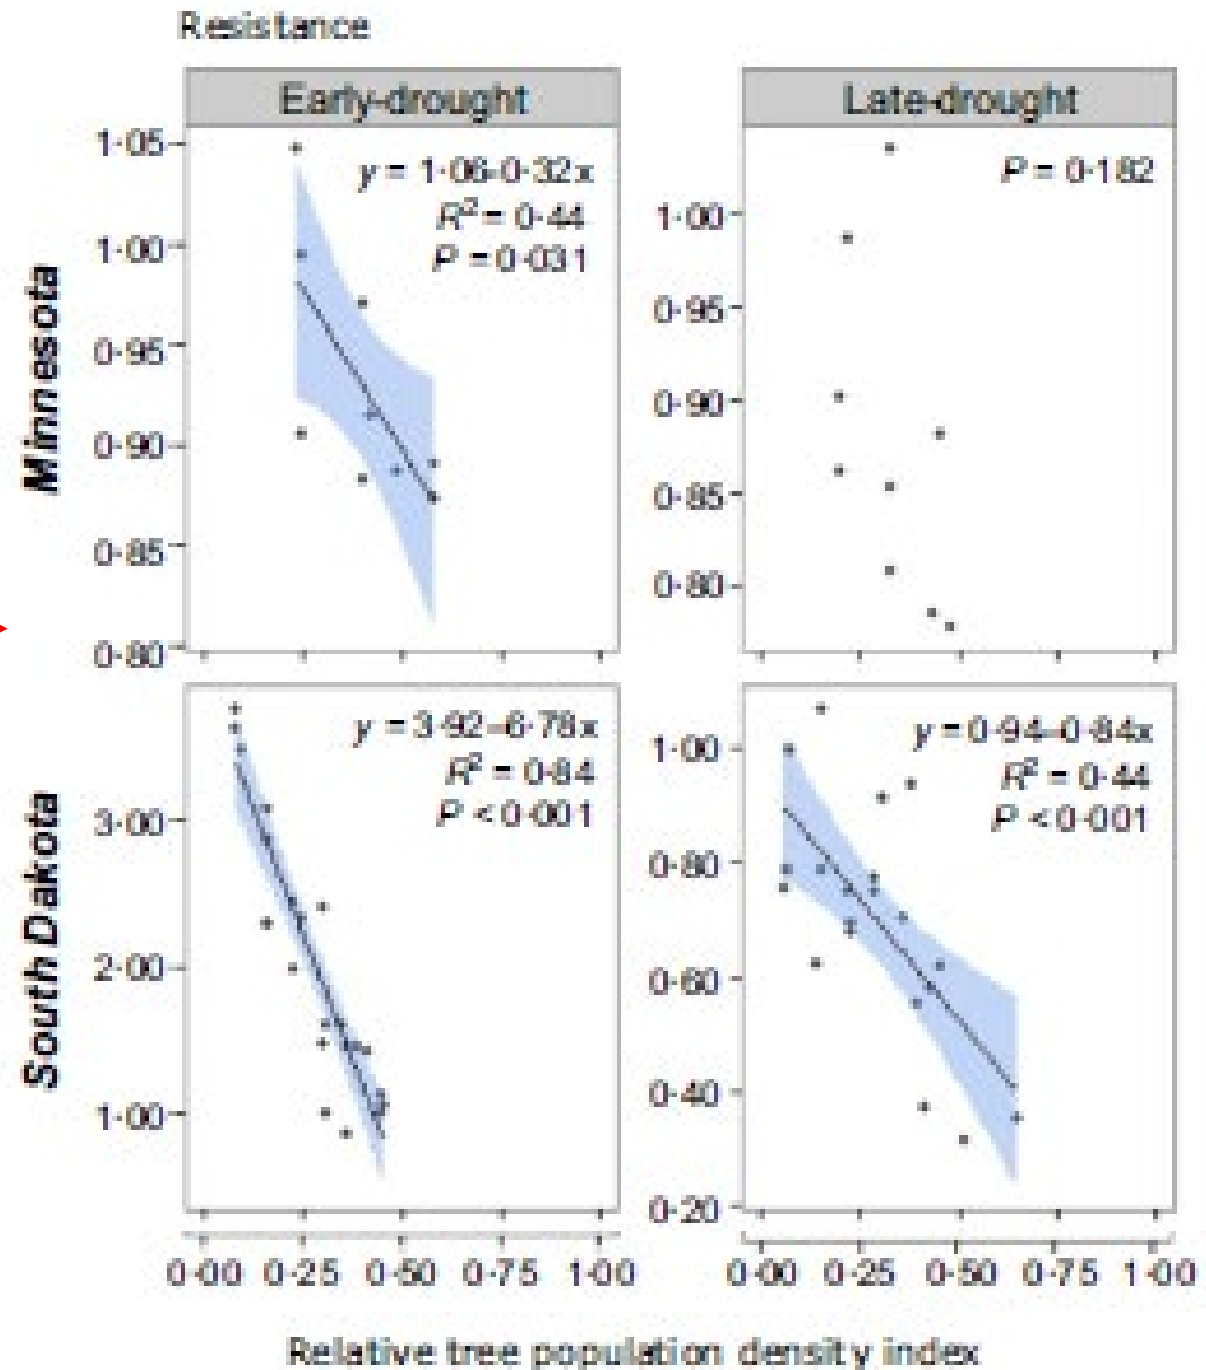 Resistance
Early-drought
Late-drought
Minnesota
1·05
1·00
0·95
0·90
0·85
0·80
y = 1·06-0·32x
R² = 0·44
P = 0·031
1·00
0·95
0·90
0·85
0·80
P = 0·182
South Dakota
3·00
2·00
1·00
y = 3·92–6·78x
R² = 0·84
P < 0·001
1·00
0·80
0·60
0·40
0·20
y = 0·94–0·84x
R² = 0·44
P < 0·001
0·00 0·25 0·50 0·75 1·00
0·00 0·25 0·50 0·75 1·00
Relative tree population density index